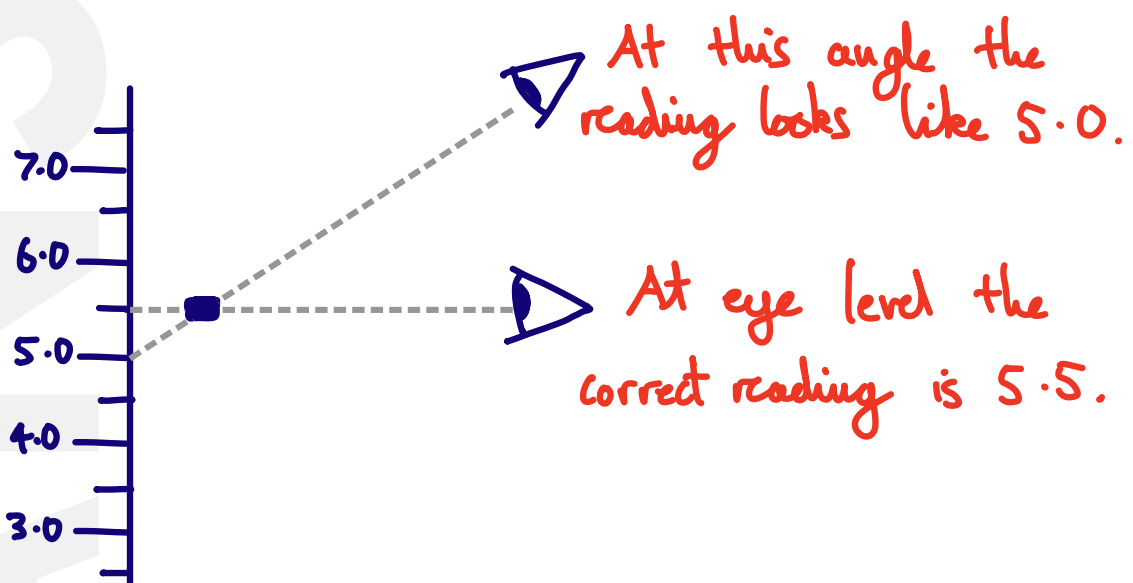 At this angle the
reading looks like 5.0.
7.0
6.0
At eye level the
5.0
correct reading is 5.5.
4.0
3.0